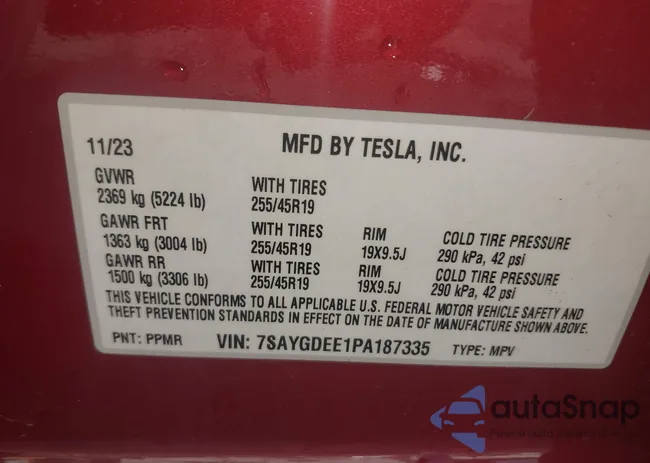 11/23 MFD BY TESLA, INC.
GVWR
2369 kg (5224 lb) WITH TIRES 255/45R19
GAWR FRT
1363 kg (3004 lb) WITH TIRES 255/45R19 RIM 19X9.5J COLD TIRE PRESSURE 290 kPa, 42 psi
GAWR RR
1500 kg (3306 lb) WITH TIRES 255/45R19 RIM 19X9.5J COLD TIRE PRESSURE 290 kPa, 42 psi
THIS VEHICLE CONFORMS TO ALL APPLICABLE U.S. FEDERAL MOTOR VEHICLE SAFETY AND
THEFT PREVENTION STANDARDS IN EFFECT ON THE DATE OF MANUFACTURE SHOWN ABOVE.
PNT: PPMR VIN: 7SAYGDEE1PA187335 TYPE: MPV
autoSnap